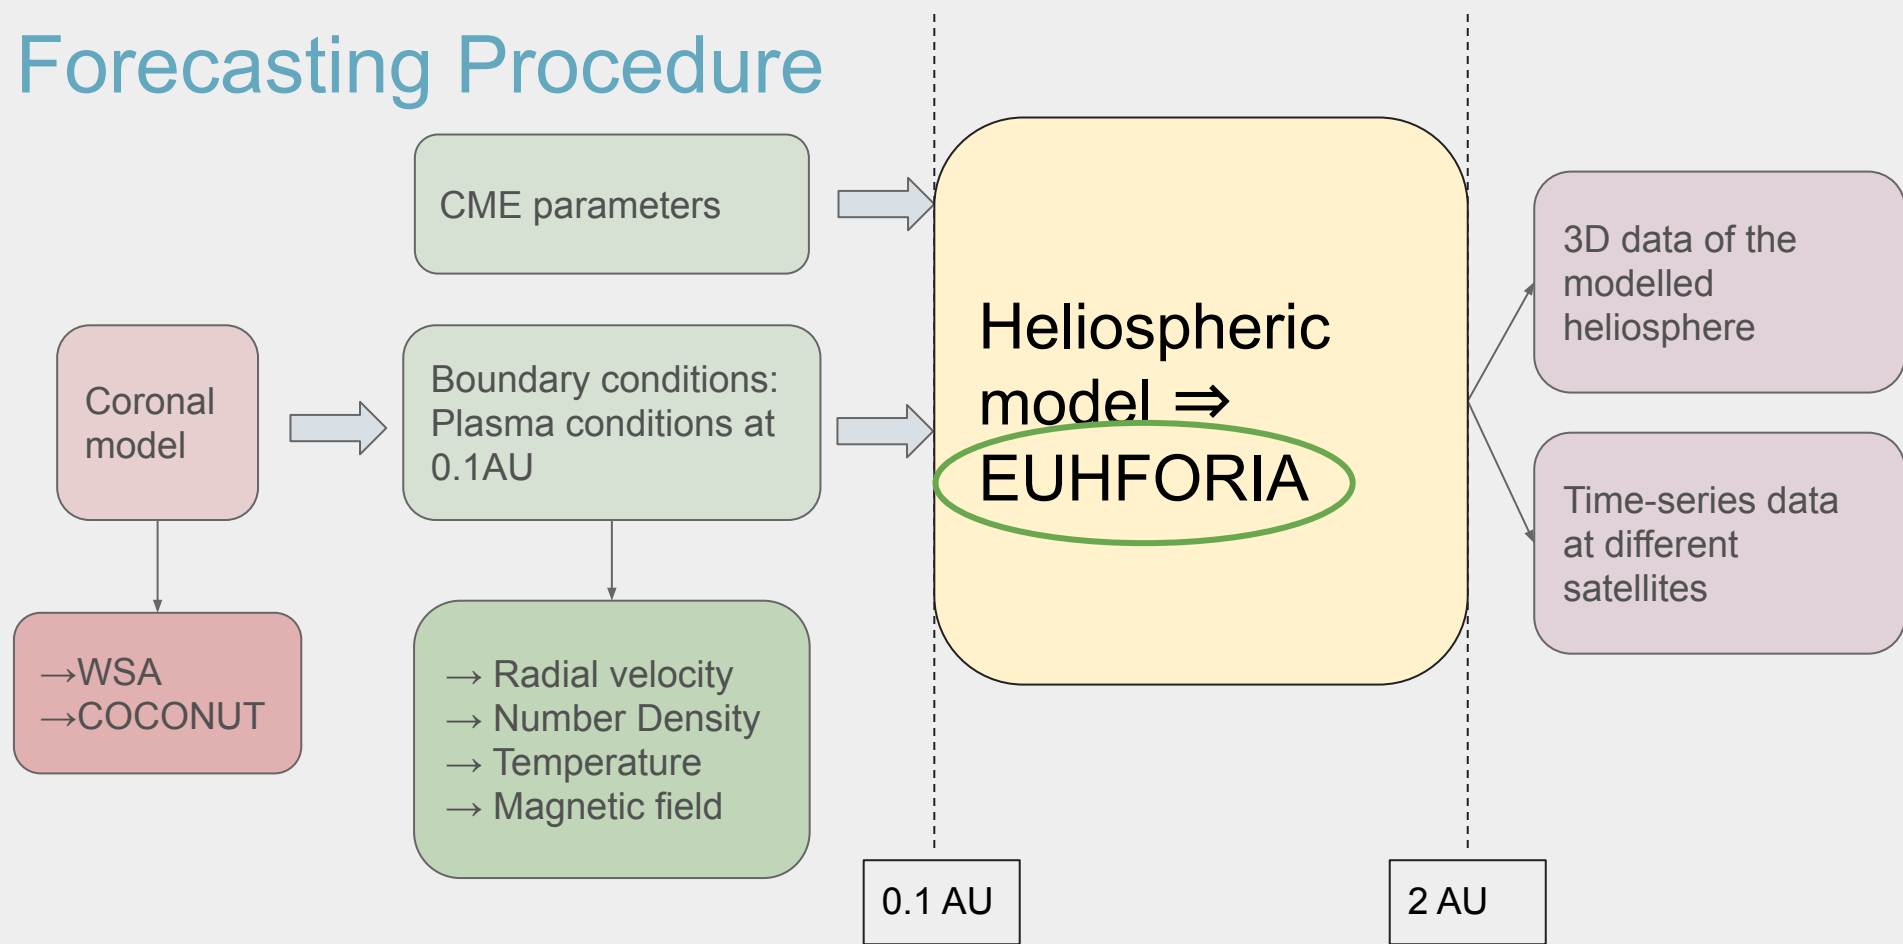 Forecasting Procedure
CME parameters
Coronal
model
Boundary conditions:
Plasma conditions at
0.1AU
→WSA
→COCONUT
→ Radial velocity
→ Number Density
→ Temperature
→ Magnetic field
Heliospheric
model ⇒
EUHFORIA
3D data of the
modelled
heliosphere
Time-series data
at different
satellites
0.1 AU
2 AU